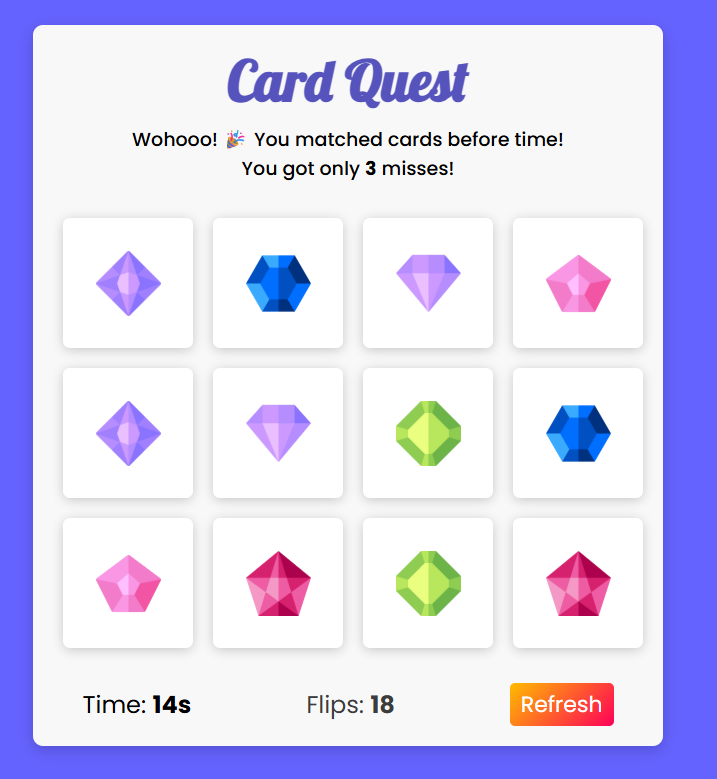 Card Quest
Wohooo! 🎉 You matched cards before time!
You got only 3 misses!
Time: 14s
Flips: 18
Refresh